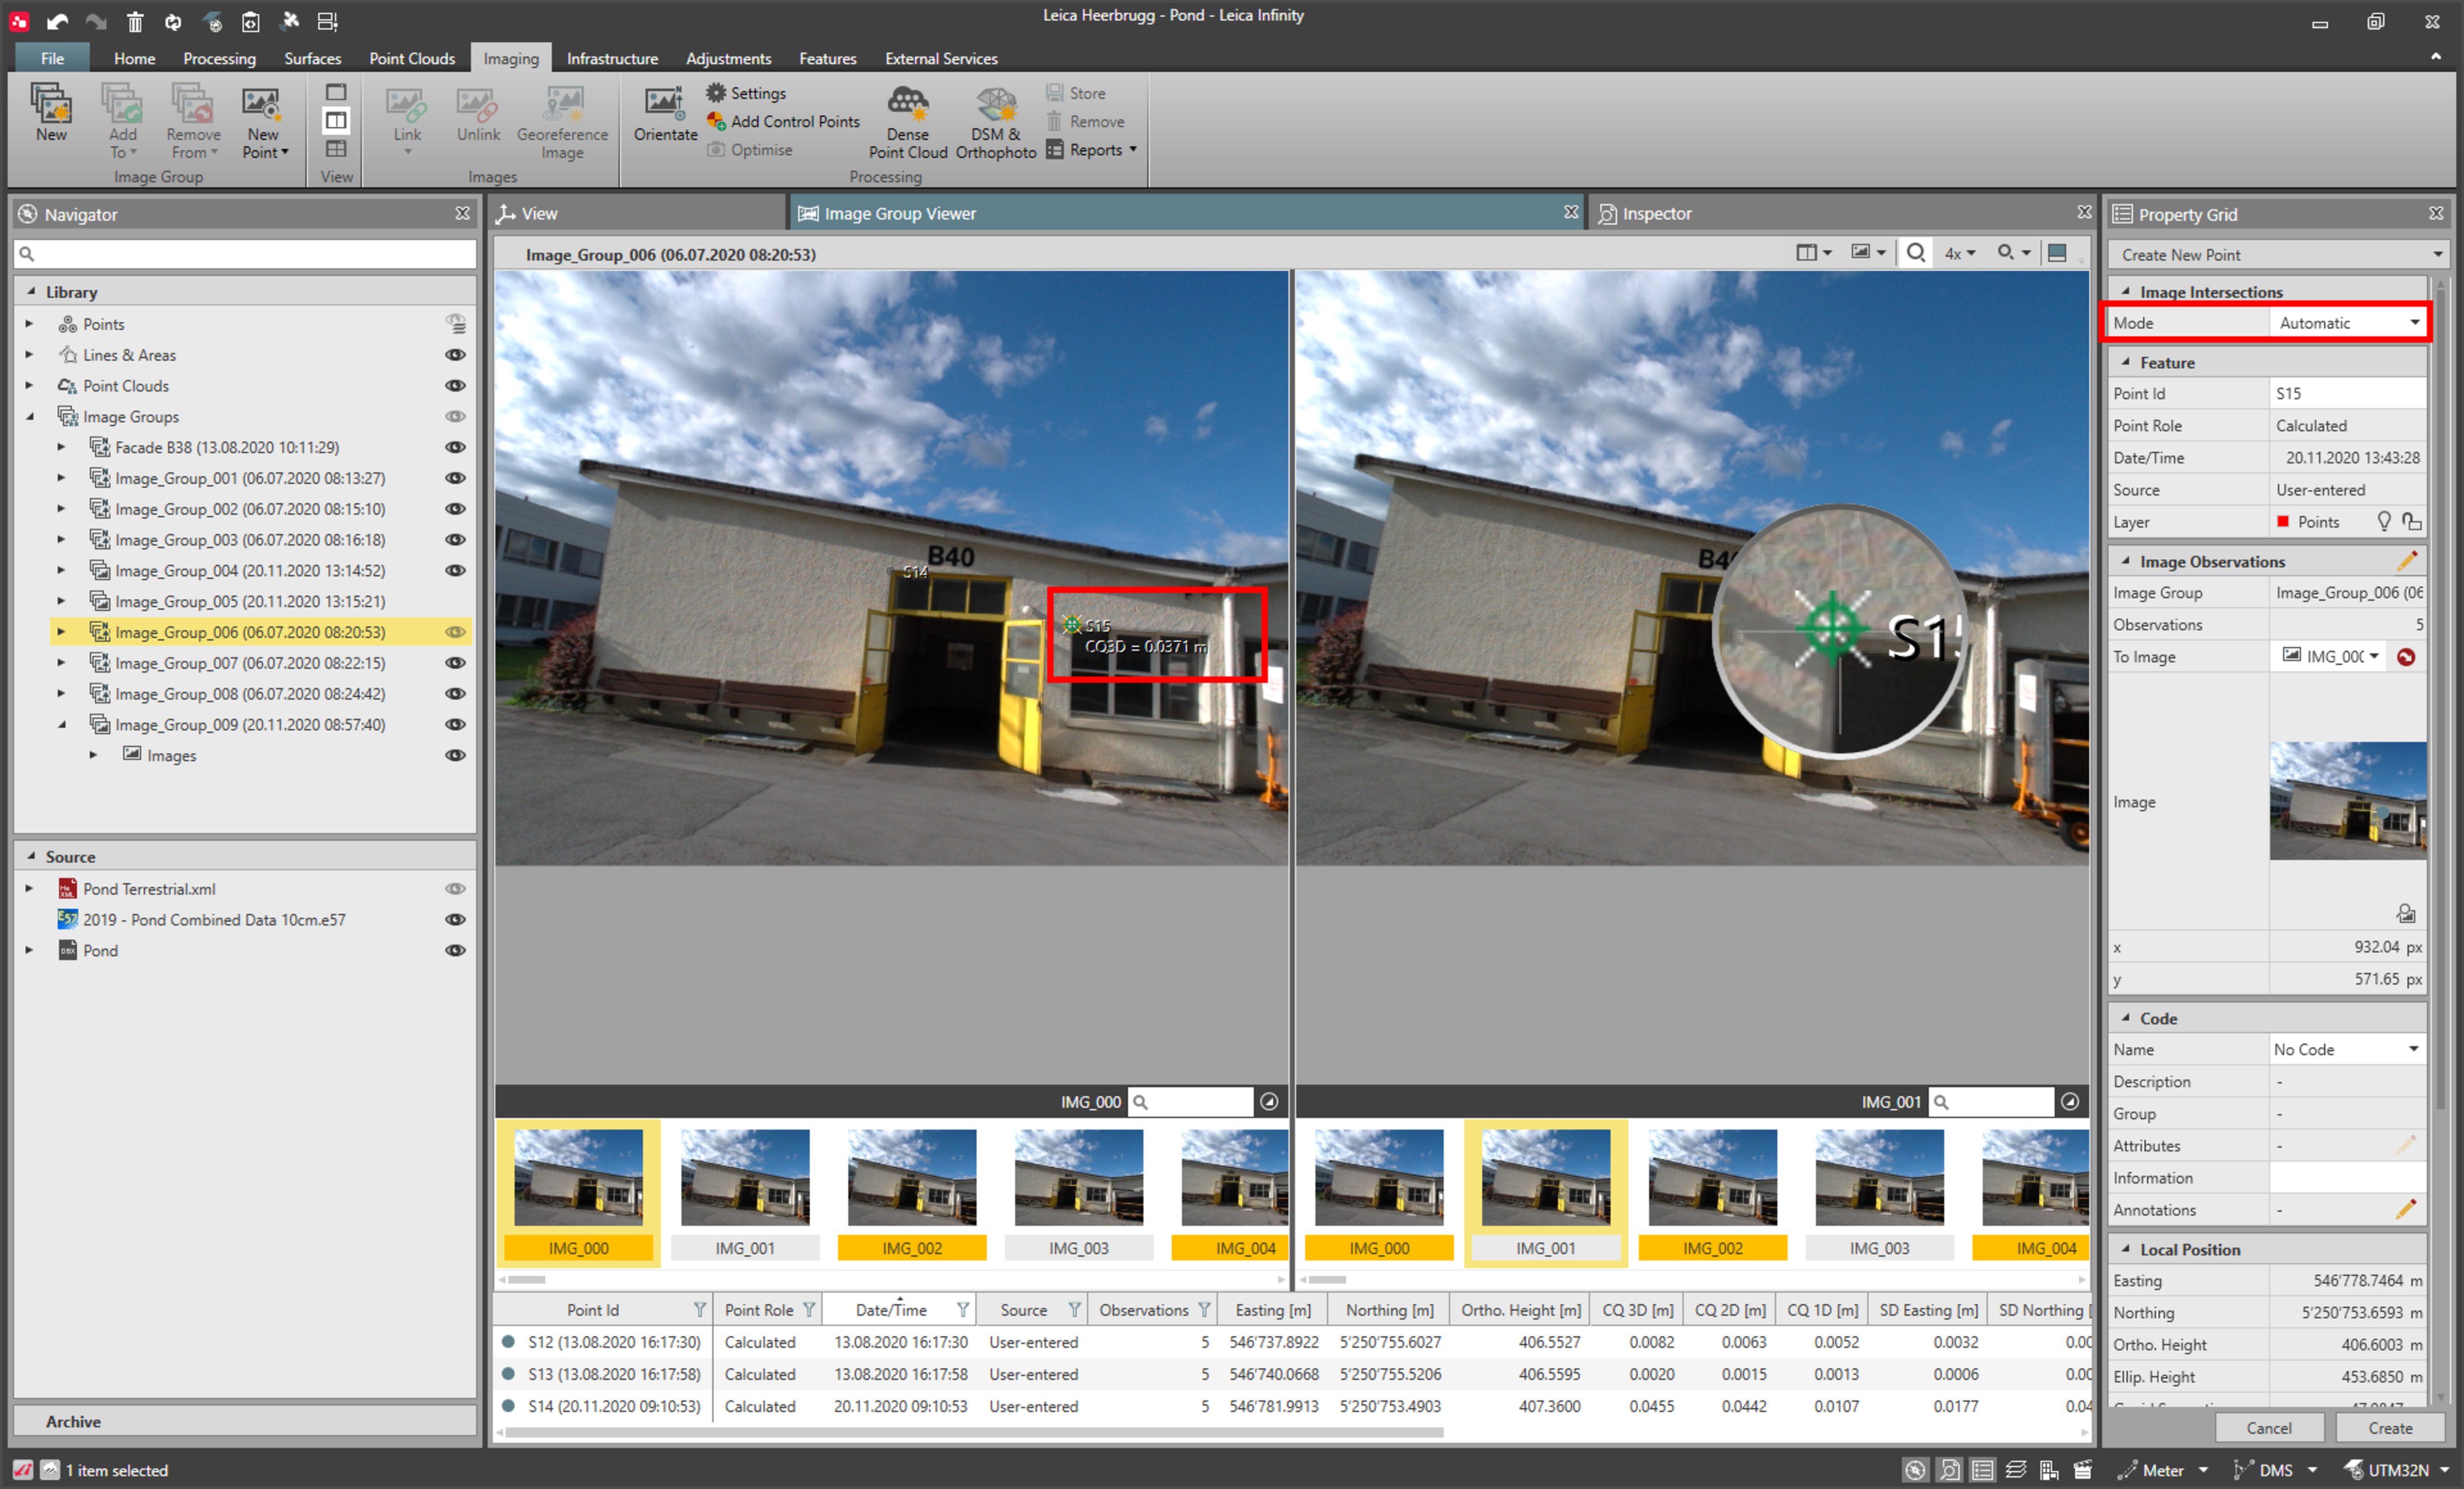 Leica Heerbrugg - Pond - Leica Infinity
File Home Processing Surfaces Point Clouds Imaging Infrastructure Adjustments Features External Services
New
Add To
Remove From
New Point
Image Group
View
Link
Unlink
Georeference Image
Images
Orientate
Settings
Add Control Points
Optimise
Dense Point Cloud
DSM & Orthophoto
Store
Remove
Reports
Processing
Navigator
Library
Points
Lines & Areas
Point Clouds
Image Groups
Facade B38 (13.08.2020 10:11:29)
Image_Group_001 (06.07.2020 08:13:27)
Image_Group_002 (06.07.2020 08:15:10)
Image_Group_003 (06.07.2020 08:16:18)
Image_Group_004 (20.11.2020 13:14:52)
Image_Group_005 (20.11.2020 13:15:21)
Image_Group_006 (06.07.2020 08:20:53)
Image_Group_007 (06.07.2020 08:22:15)
Image_Group_008 (06.07.2020 08:24:42)
Image_Group_009 (20.11.2020 08:57:40)
Images
Source
Pond Terrestrial.xml
2019 - Pond Combined Data 10cm.e57
Pond
Archive
View
Image Group Viewer
Inspector
Image_Group_006 (06.07.2020 08:20:53)
4x
B40
S14
S15
CQ3D = 0.0371 m
B4
S15
IMG_000
IMG_001
IMG_000 IMG_001 IMG_002 IMG_003 IMG_004
IMG_000 IMG_001 IMG_002 IMG_003 IMG_004
Point Id Point Role Date/Time Source Observations Easting [m] Northing [m] Ortho. Height [m] CQ 3D [m] CQ 2D [m] CQ 1D [m] SD Easting [m] SD Northing [
S12 (13.08.2020 16:17:30) Calculated 13.08.2020 16:17:30 User-entered 5 546'737.8922 5'250'755.6027 406.5527 0.0082 0.0063 0.0052 0.0032 0.00
S13 (13.08.2020 16:17:58) Calculated 13.08.2020 16:17:58 User-entered 5 546'740.0668 5'250'755.5206 406.5595 0.0020 0.0015 0.0013 0.0006 0.00
S14 (20.11.2020 09:10:53) Calculated 20.11.2020 09:10:53 User-entered 5 546'781.9913 5'250'753.4903 407.3600 0.0455 0.0442 0.0107 0.0177 0.04
Property Grid
Create New Point
Image Intersections
Mode Automatic
Feature
Point Id S15
Point Role Calculated
Date/Time 20.11.2020 13:43:28
Source User-entered
Layer Points
Image Observations
Image Group Image_Group_006 (06
Observations 5
To Image IMG_000
Image
x 932.04 px
y 571.65 px
Code
Name No Code
Description -
Group -
Attributes -
Information
Annotations -
Local Position
Easting 546'778.7464 m
Northing 5'250'753.6593 m
Ortho. Height 406.6003 m
Ellip. Height 453.6850 m
Cancel Create
1 item selected
Meter DMS UTM32N